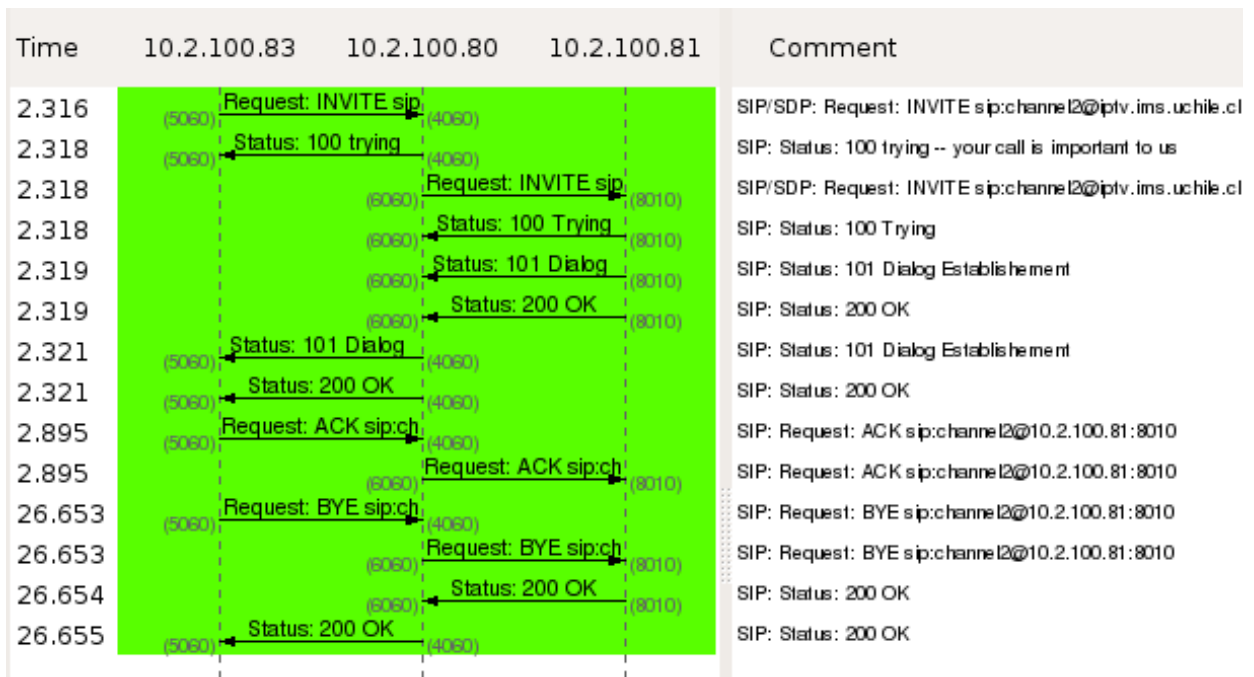 Time 10.2.100.83 10.2.100.80 10.2.100.81 Comment
2.316 (5060) Request: INVITE sip (4060) SIP/SDP: Request: INVITE sip:channel2@iptv.ims.uchile.cl
2.318 (5060) Status: 100 trying (4060) SIP: Status: 100 trying -- your call is important to us
2.318 (6060) Request: INVITE sip (8010) SIP/SDP: Request: INVITE sip:channel2@iptv.ims.uchile.cl
2.318 (6060) Status: 100 Trying (8010) SIP: Status: 100 Trying
2.319 (6060) Status: 101 Dialog (8010) SIP: Status: 101 Dialog Establishement
2.319 (6060) Status: 200 OK (8010) SIP: Status: 200 OK
2.321 (5060) Status: 101 Dialog (4060) SIP: Status: 101 Dialog Establishement
2.321 (5060) Status: 200 OK (4060) SIP: Status: 200 OK
2.895 (5060) Request: ACK sip:ch (4060) SIP: Request: ACK sip:channel2@10.2.100.81:8010
2.895 (6060) Request: ACK sip:ch (8010) SIP: Request: ACK sip:channel2@10.2.100.81:8010
26.653 (5060) Request: BYE sip:ch (4060) SIP: Request: BYE sip:channel2@10.2.100.81:8010
26.653 (6060) Request: BYE sip:ch (8010) SIP: Request: BYE sip:channel2@10.2.100.81:8010
26.654 (6060) Status: 200 OK (8010) SIP: Status: 200 OK
26.655 (5060) Status: 200 OK (4060) SIP: Status: 200 OK